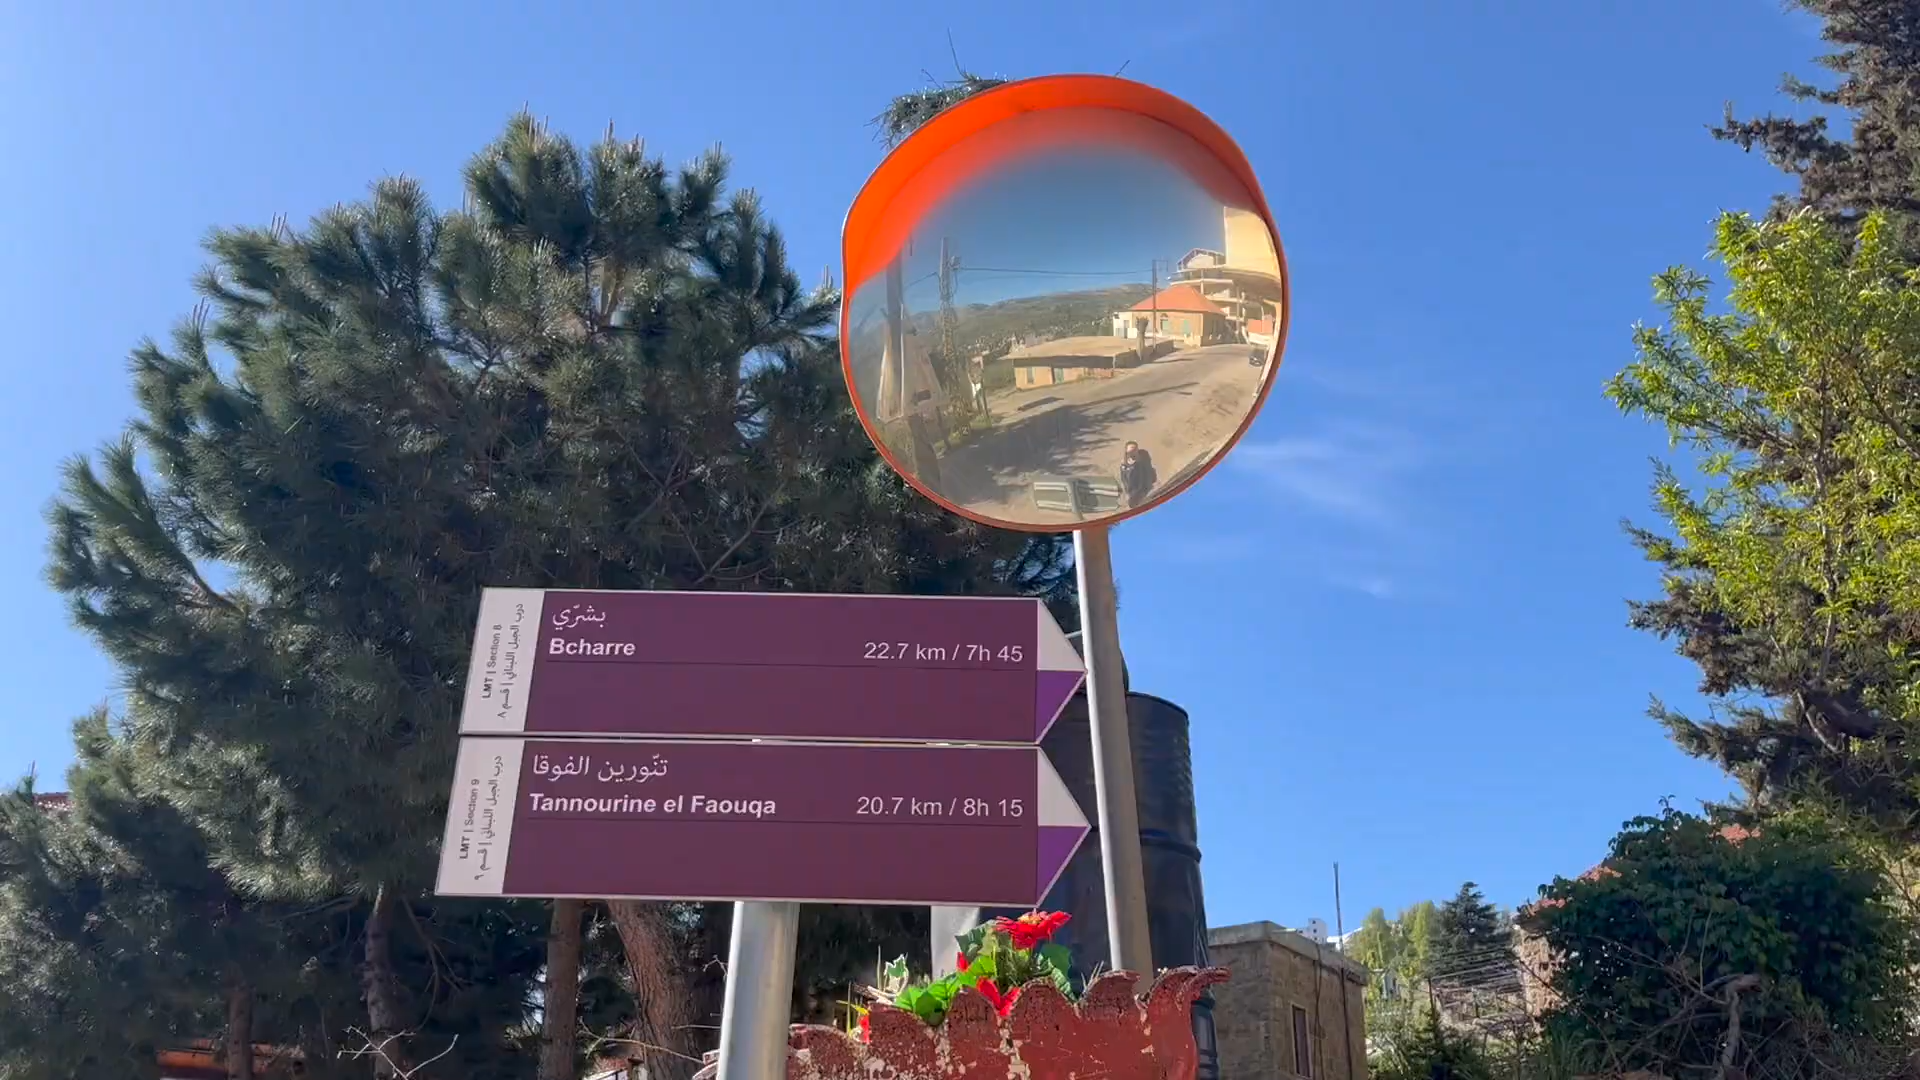 LMT | Section 8
درب الجبل اللبناني | قسم ٨
بشرّي
Bcharre
22.7 km / 7h 45
LMT | Section 9
درب الجبل اللبناني | قسم ٩
تنّورين الفوقا
Tannourine el Faouqa
20.7 km / 8h 15